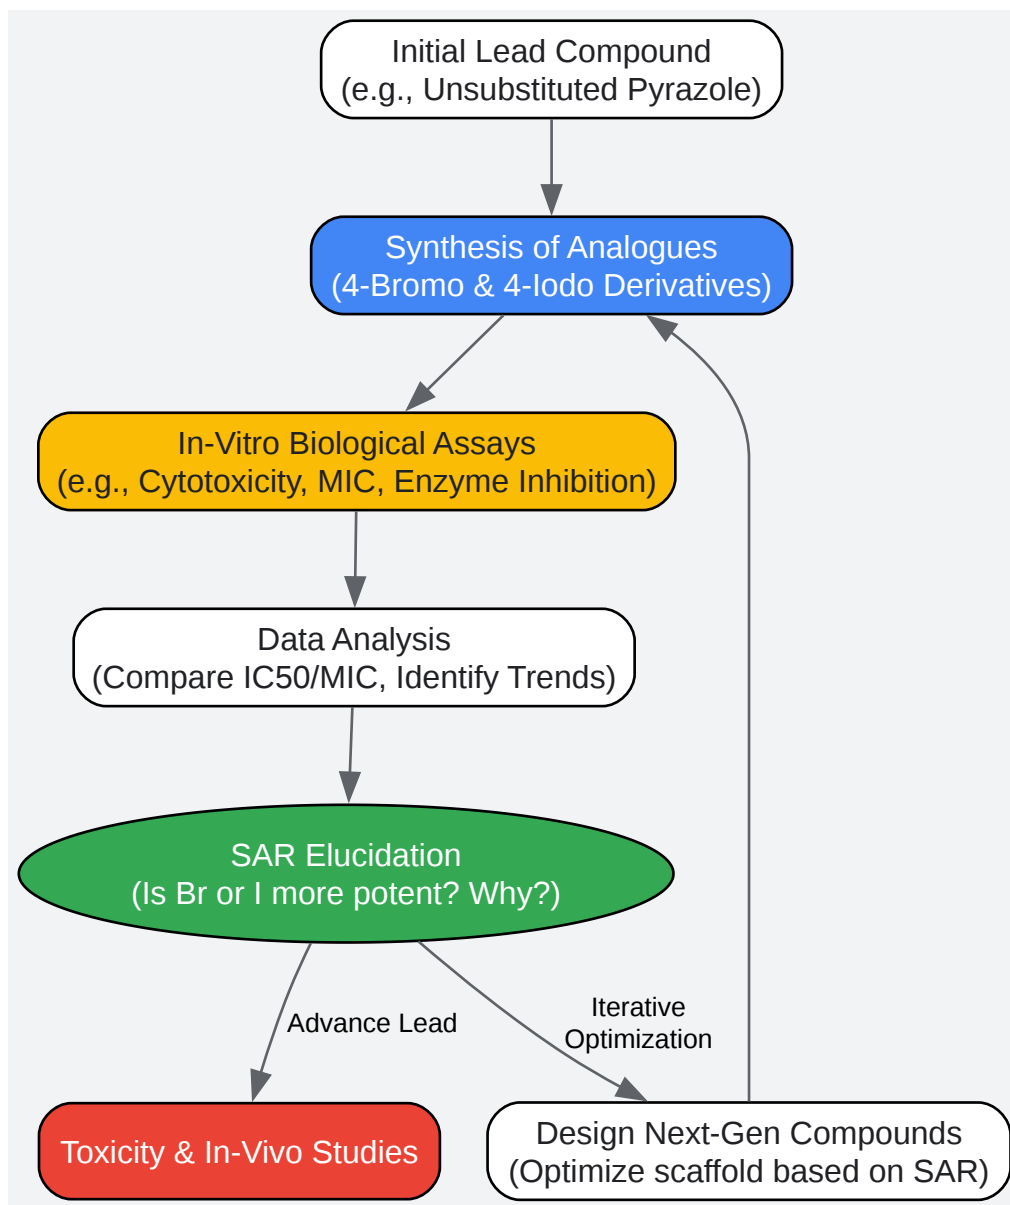 Initial Lead Compound
(e.g., Unsubstituted Pyrazole)
Synthesis of Analogues
(4-Bromo & 4-Iodo Derivatives)
In-Vitro Biological Assays
(e.g., Cytotoxicity, MIC, Enzyme Inhibition)
Data Analysis
(Compare IC50/MIC, Identify Trends)
SAR Elucidation
(Is Br or I more potent? Why?)
Advance Lead
Iterative
Optimization
Toxicity & In-Vivo Studies
Design Next-Gen Compounds
(Optimize scaffold based on SAR)